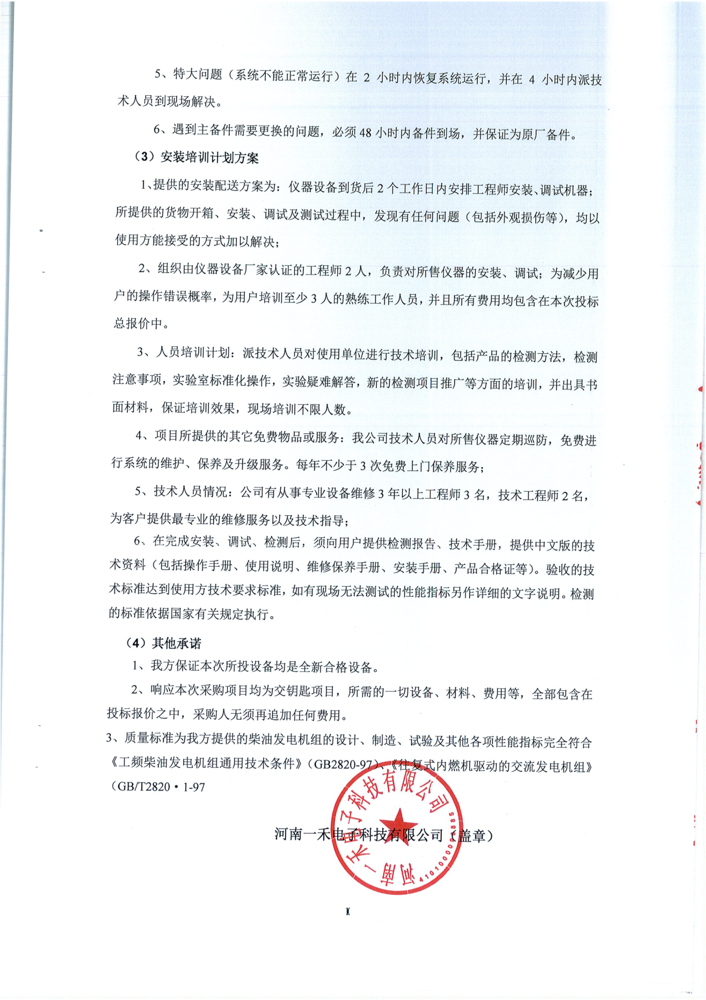 5、特大问题（系统不能正常运行）在 2 小时内恢复系统运行，并在 4 小时内派技
术人员到现场解决。
6、遇到主备件需要更换的问题，必须 48 小时内备件到场，并保证为原厂备件。
（3）安装培训计划方案
1、提供的安装配送方案为：仪器设备到货后 2 个工作日内安排工程师安装、调试机器；
所提供的货物开箱、安装、调试及测试过程中，发现有任何问题（包括外观损伤等），均以
使用方能接受的方式加以解决；
2、组织由仪器设备厂家认证的工程师 2 人，负责对所售仪器的安装、调试；为减少用
户的操作错误概率，为用户培训至少 3 人的熟练工作人员，并且所有费用均包含在本次投标
总报价中。
3、人员培训计划：派技术人员对使用单位进行技术培训，包括产品的检测方法，检测
注意事项，实验室标准化操作，实验疑难解答，新的检测项目推广等方面的培训，并出具书
面材料，保证培训效果，现场培训不限人数。
4、项目所提供的其它免费物品或服务：我公司技术人员对所售仪器定期巡防，免费进
行系统的维护、保养及升级服务。每年不少于 3 次免费上门保养服务；
5、技术人员情况：公司有从事专业设备维修 3 年以上工程师 3 名，技术工程师 2 名，
为客户提供最专业的维修服务以及技术指导；
6、在完成安装、调试、检测后，须向用户提供检测报告、技术手册，提供中文版的技
术资料（包括操作手册、使用说明、维修保养手册、安装手册、产品合格证等）。验收的技
术标准达到使用方技术要求标准，如有现场无法测试的性能指标另作详细的文字说明。检测
的标准依据国家有关规定执行。
（4）其他承诺
1、我方保证本次所投设备均是全新合格设备。
2、响应本次采购项目均为交钥匙项目，所需的一切设备、材料、费用等，全部包含在
投标报价之中，采购人无须再追加任何费用。
3、质量标准为我方提供的柴油发电机组的设计、制造、试验及其他各项性能指标完全符合
《工频柴油发电机组通用技术条件》（GB2820-97）、《往复式内燃机驱动的交流发电机组》
（GB/T2820·1-97
河南一禾电子科技有限公司（盖章）
河南一禾电子科技有限公司